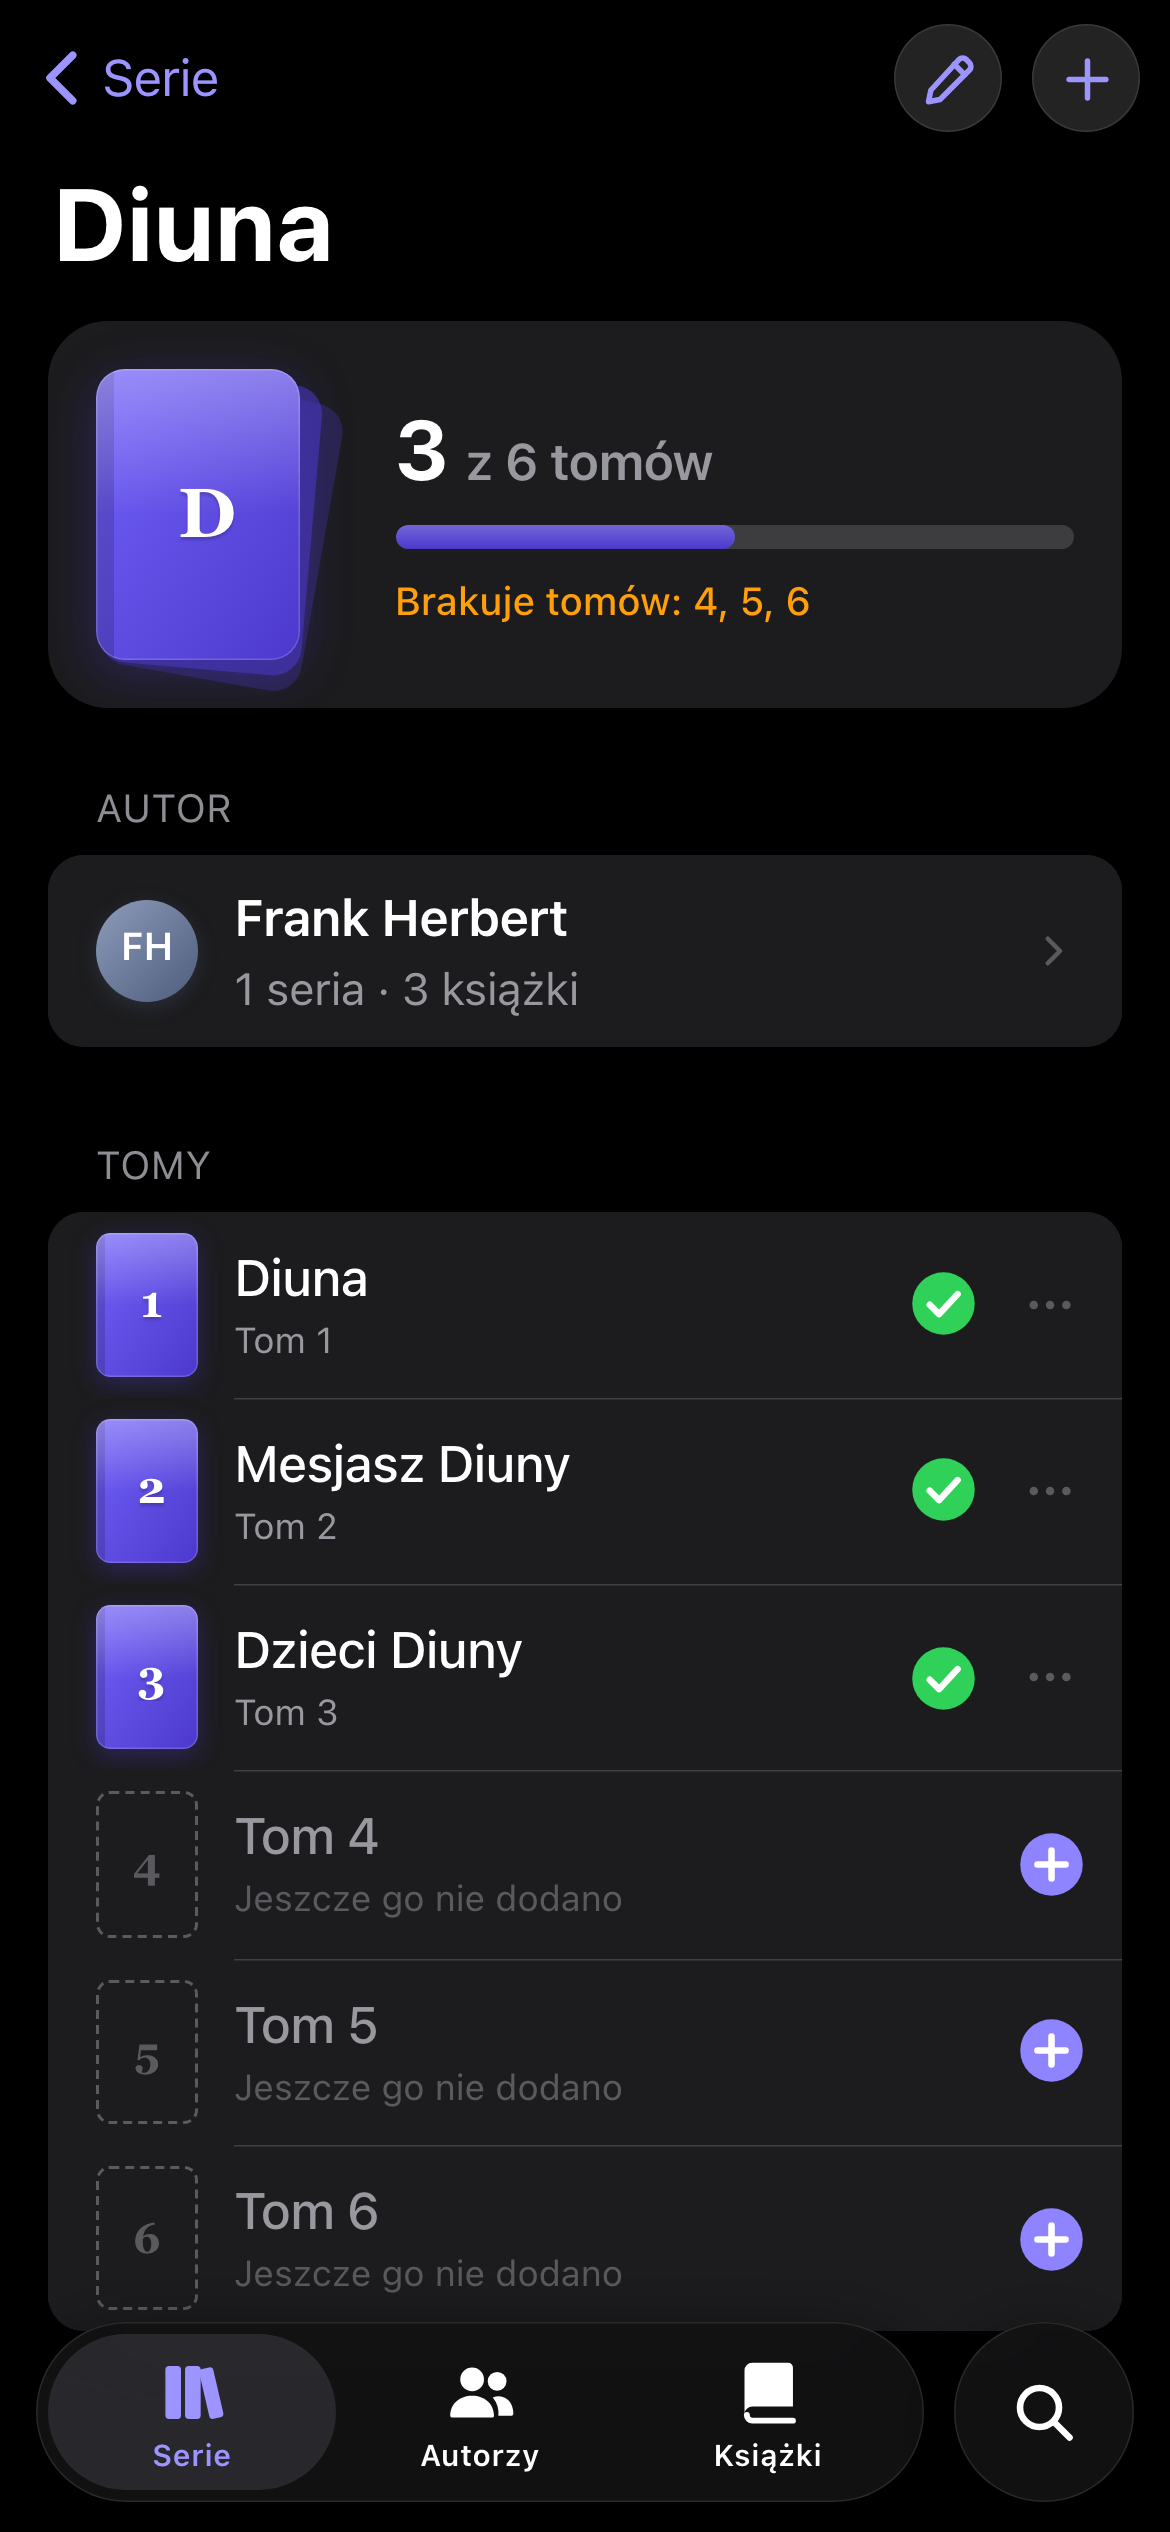 Serie
Diuna
D
3 z 6 tomów
Brakuje tomów: 4, 5, 6
AUTOR
FH
Frank Herbert
1 seria · 3 książki
TOMY
1
Diuna
Tom 1
2
Mesjasz Diuny
Tom 2
3
Dzieci Diuny
Tom 3
4
Tom 4
Jeszcze go nie dodano
5
Tom 5
Jeszcze go nie dodano
6
Tom 6
Jeszcze go nie dodano
Serie
Autorzy
Książki